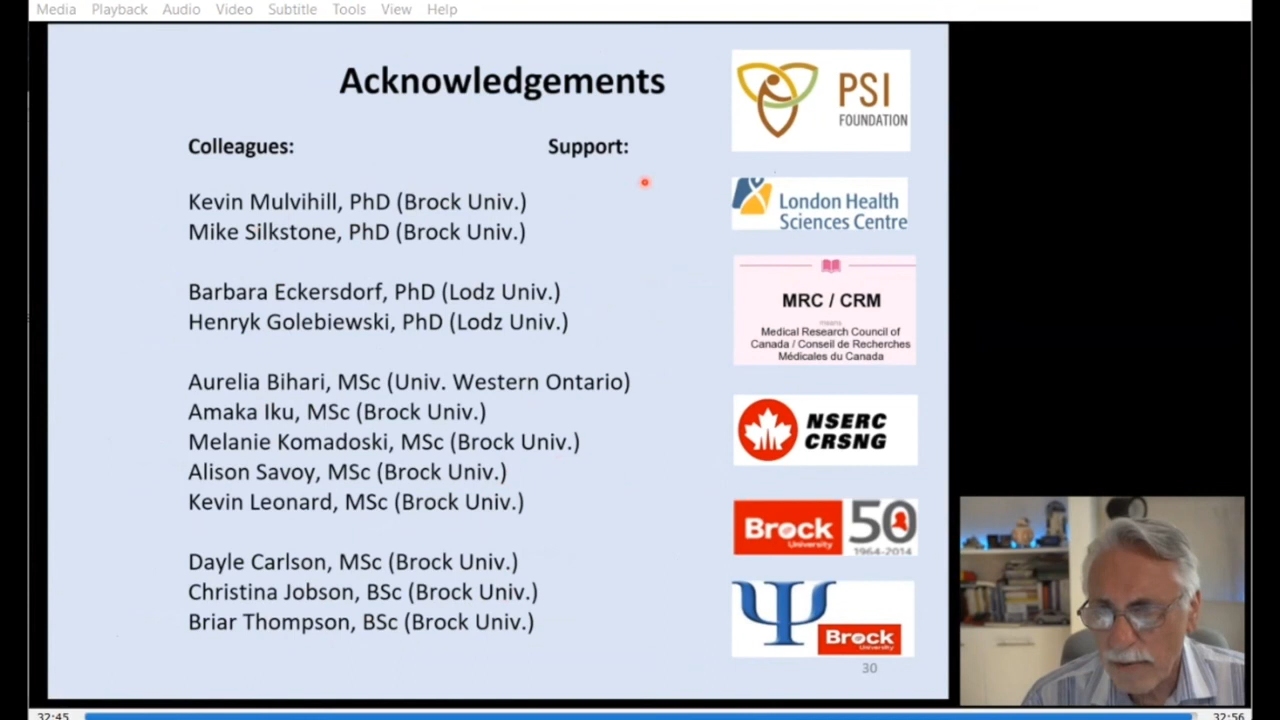 Media Playback Audio Video Subtitle Tools View Help
Acknowledgements
Colleagues:
Support:
Kevin Mulvihill, PhD (Brock Univ.)
Mike Silkstone, PhD (Brock Univ.)
Barbara Eckersdorf, PhD (Lodz Univ.)
Henryk Golebiewski, PhD (Lodz Univ.)
Aurelia Bihari, MSc (Univ. Western Ontario)
Amaka Iku, MSc (Brock Univ.)
Melanie Komadoski, MSc (Brock Univ.)
Alison Savoy, MSc (Brock Univ.)
Kevin Leonard, MSc (Brock Univ.)
Dayle Carlson, MSc (Brock Univ.)
Christina Jobson, BSc (Brock Univ.)
Briar Thompson, BSc (Brock Univ.)
PSI
FOUNDATION
London Health
Sciences Centre
MRC / CRM
means
Medical Research Council of
Canada / Conseil de Recherches
Médicales du Canada
NSERC
CRSNG
Brock
University
50
1964-2014
Ψ
Brock
University
30
32:45
32:56